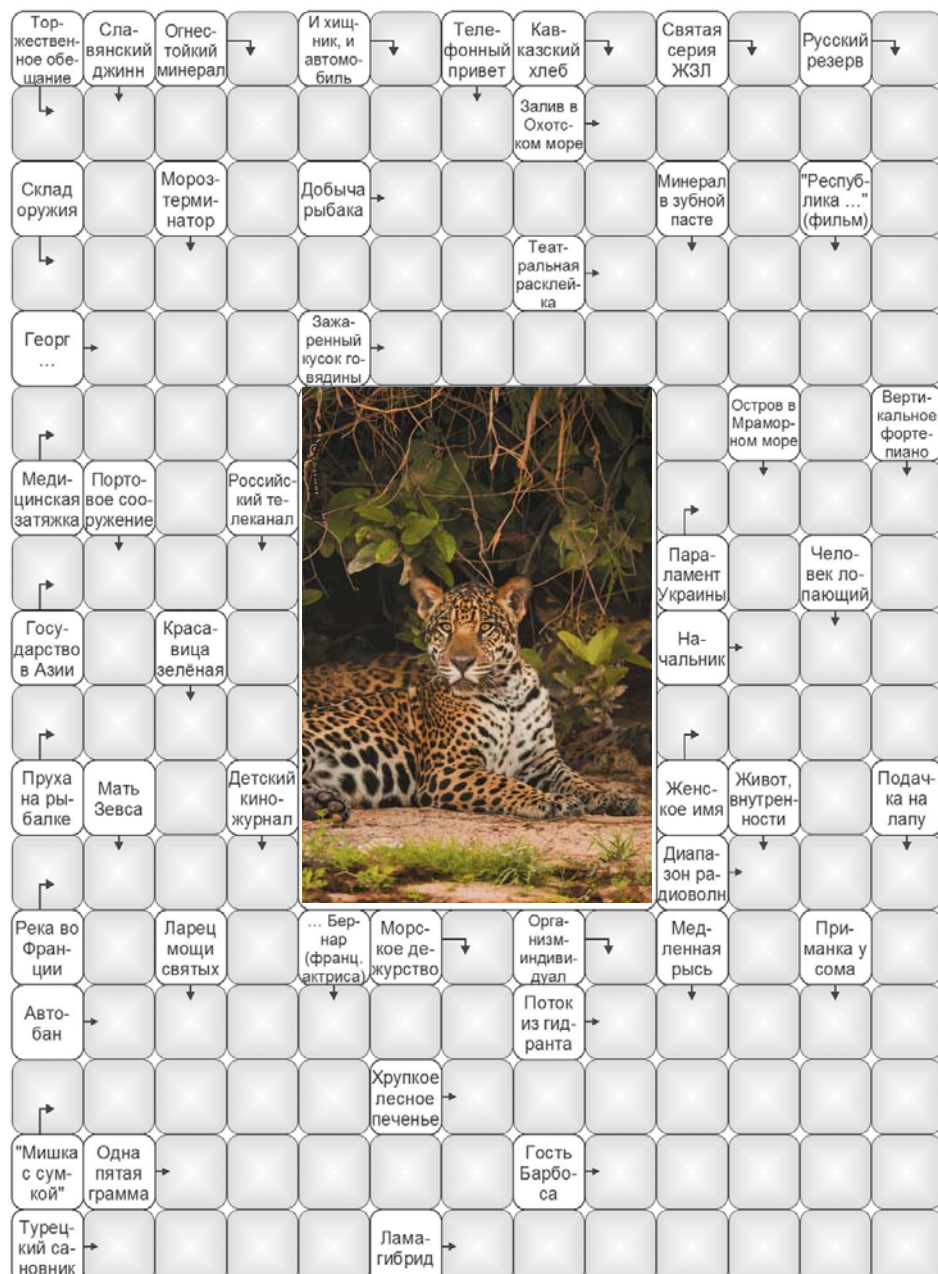 Тор-
жествен-
ное обе-
щание
Сла-
вянский
джинн
Огнес-
тойкий
минерал
И хищ-
ник, и
автомо-
биль
Теле-
фонный
привет
Кав-
казский
хлеб
Святая
серия
ЖЗЛ
Русский
резерв
Залив в
Охотс-
ком море
Склад
оружия
Мороз-
терми-
натор
Добыча
рыбака
Минерал
в зубной
пасте
"Респуб-
лика ..."
(фильм)
Теат-
ральная
расклей-
ка
Георг
...
Зажа-
ренный
кусок го-
вядины
Остров в
Мрамор-
ном море
Верти-
кальное
форте-
пиано
Меди-
цинская
затяжка
Порто-
вое соо-
ружение
Российс-
кий те-
леканал
Пара-
ламент
Украины
Чело-
век ло-
пающий
Госу-
дарство
в Азии
Краса-
вица
зелёная
На-
чальник
Пруха
на ры-
балке
Мать
Зевса
Детский
кино-
журнал
Женс-
кое имя
Живот,
внутрен-
ности
Подач-
ка на
лапу
Диапа-
зон ра-
диоволн
Река во
Фран-
ции
Ларец
мощи
святых
... Бер-
нар
(франц.
актриса)
Морс-
кое де-
журство
Орга-
низм-
индиви-
дуал
Мед-
ленная
рысь
При-
манка у
сома
Авто-
бан
Поток
из гид-
ранта
Хрупкое
лесное
печенье
"Мишка
с сум-
кой"
Одна
пятая
грамма
Гость
Барбо-
са
Турец-
кий са-
новник
Лама-
гибрид